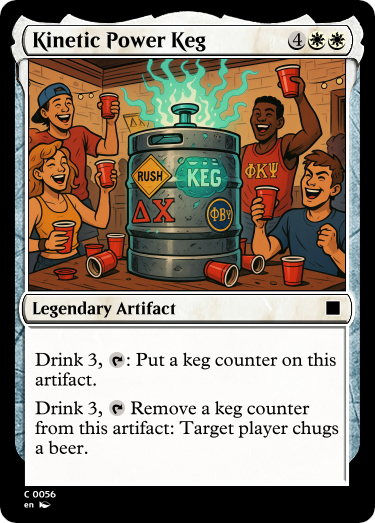 Kinetic Power Keg 4
RUSH
KEG
ΔX
ΦBV
ΦΚΨ
Legendary Artifact
Drink 3, : Put a keg counter on this
artifact.
Drink 3, Remove a keg counter
from this artifact: Target player chugs
a beer.
C 0056
en